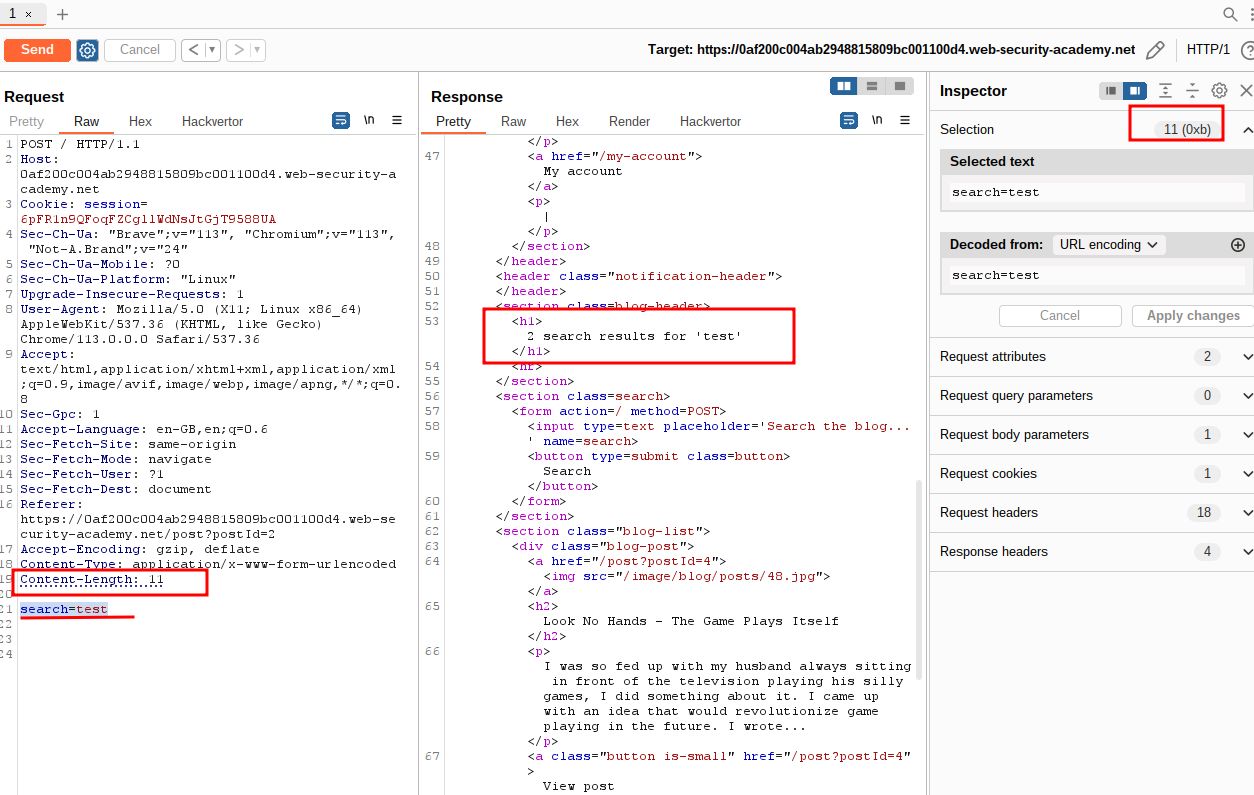 1 ×
Send
Cancel
Target: https://0af200c004ab2948815809bc001100d4.web-security-academy.net
HTTP/1
Request
Pretty
Raw
Hex
Hackvertor
\n
1 POST / HTTP/1.1
2 Host:
0af200c004ab2948815809bc001100d4.web-security-a
cademy.net
3 Cookie: session=
4 Sec-Ch-Ua: "Brave";v="113", "Chromium";v="113",
"Not-A.Brand";v="24"
5 Sec-Ch-Ua-Mobile: ?0
6 Sec-Ch-Ua-Platform: "Linux"
7 Upgrade-Insecure-Requests: 1
8 User-Agent: Mozilla/5.0 (X11; Linux x86_64)
AppleWebKit/537.36 (KHTML, like Gecko)
Chrome/113.0.0.0 Safari/537.36
9 Accept:
text/html,application/xhtml+xml,application/xml
;q=0.9,image/avif,image/webp,image/apng,*/*;q=0.
8
10 Sec-Gpc: 1
11 Accept-Language: en-GB,en;q=0.6
12 Sec-Fetch-Site: same-origin
13 Sec-Fetch-Mode: navigate
14 Sec-Fetch-User: ?1
15 Sec-Fetch-Dest: document
16 Referer:
https://0af200c004ab2948815809bc001100d4.web-se
curity-academy.net/post?postId=2
17 Accept-Encoding: gzip, deflate
18 Content-Type: application/x-www-form-urlencoded
19 Content-Length: 11
20
21 search=test
22
23
24
Response
Pretty
Raw
Hex
Render
Hackvertor
\n
</p>
47 <a href="/my-account">
My account
</a>
<p>
|
</p>
48 </section>
49 </header>
50 <header class="notification-header">
51 </header>
52 <section class=blog-header>
53 <h1>
2 search results for 'test'
</h1>
54 <hr>
55 </section>
56 <section class=search>
57 <form action=/ method=POST>
58 <input type=text placeholder='Search the blog...
' name=search>
59 <button type=submit class=button>
Search
</button>
60 </form>
61 </section>
62 <section class="blog-list">
63 <div class="blog-post">
64 <a href="/post?postId=4">
<img src="/image/blog/posts/48.jpg">
</a>
65 <h2>
Look No Hands - The Game Plays Itself
</h2>
66 <p>
I was so fed up with my husband always sitting
in front of the television playing his silly
games, I did something about it. I came up
with an idea that would revolutionize game
playing in the future. I wrote...
</p>
67 <a class="button is-small" href="/post?postId=4"
>
View post
Inspector
Selection
11 (0xb)
Selected text
search=test
Decoded from: URL encoding
search=test
Cancel
Apply changes
Request attributes 2
Request query parameters 0
Request body parameters 1
Request cookies 1
Request headers 18
Response headers 4